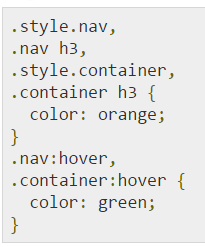 .style.nav,
.nav h3,
.style.container,
.container h3 {
  color: orange;
}
.nav:hover,
.container:hover {
  color: green;
}